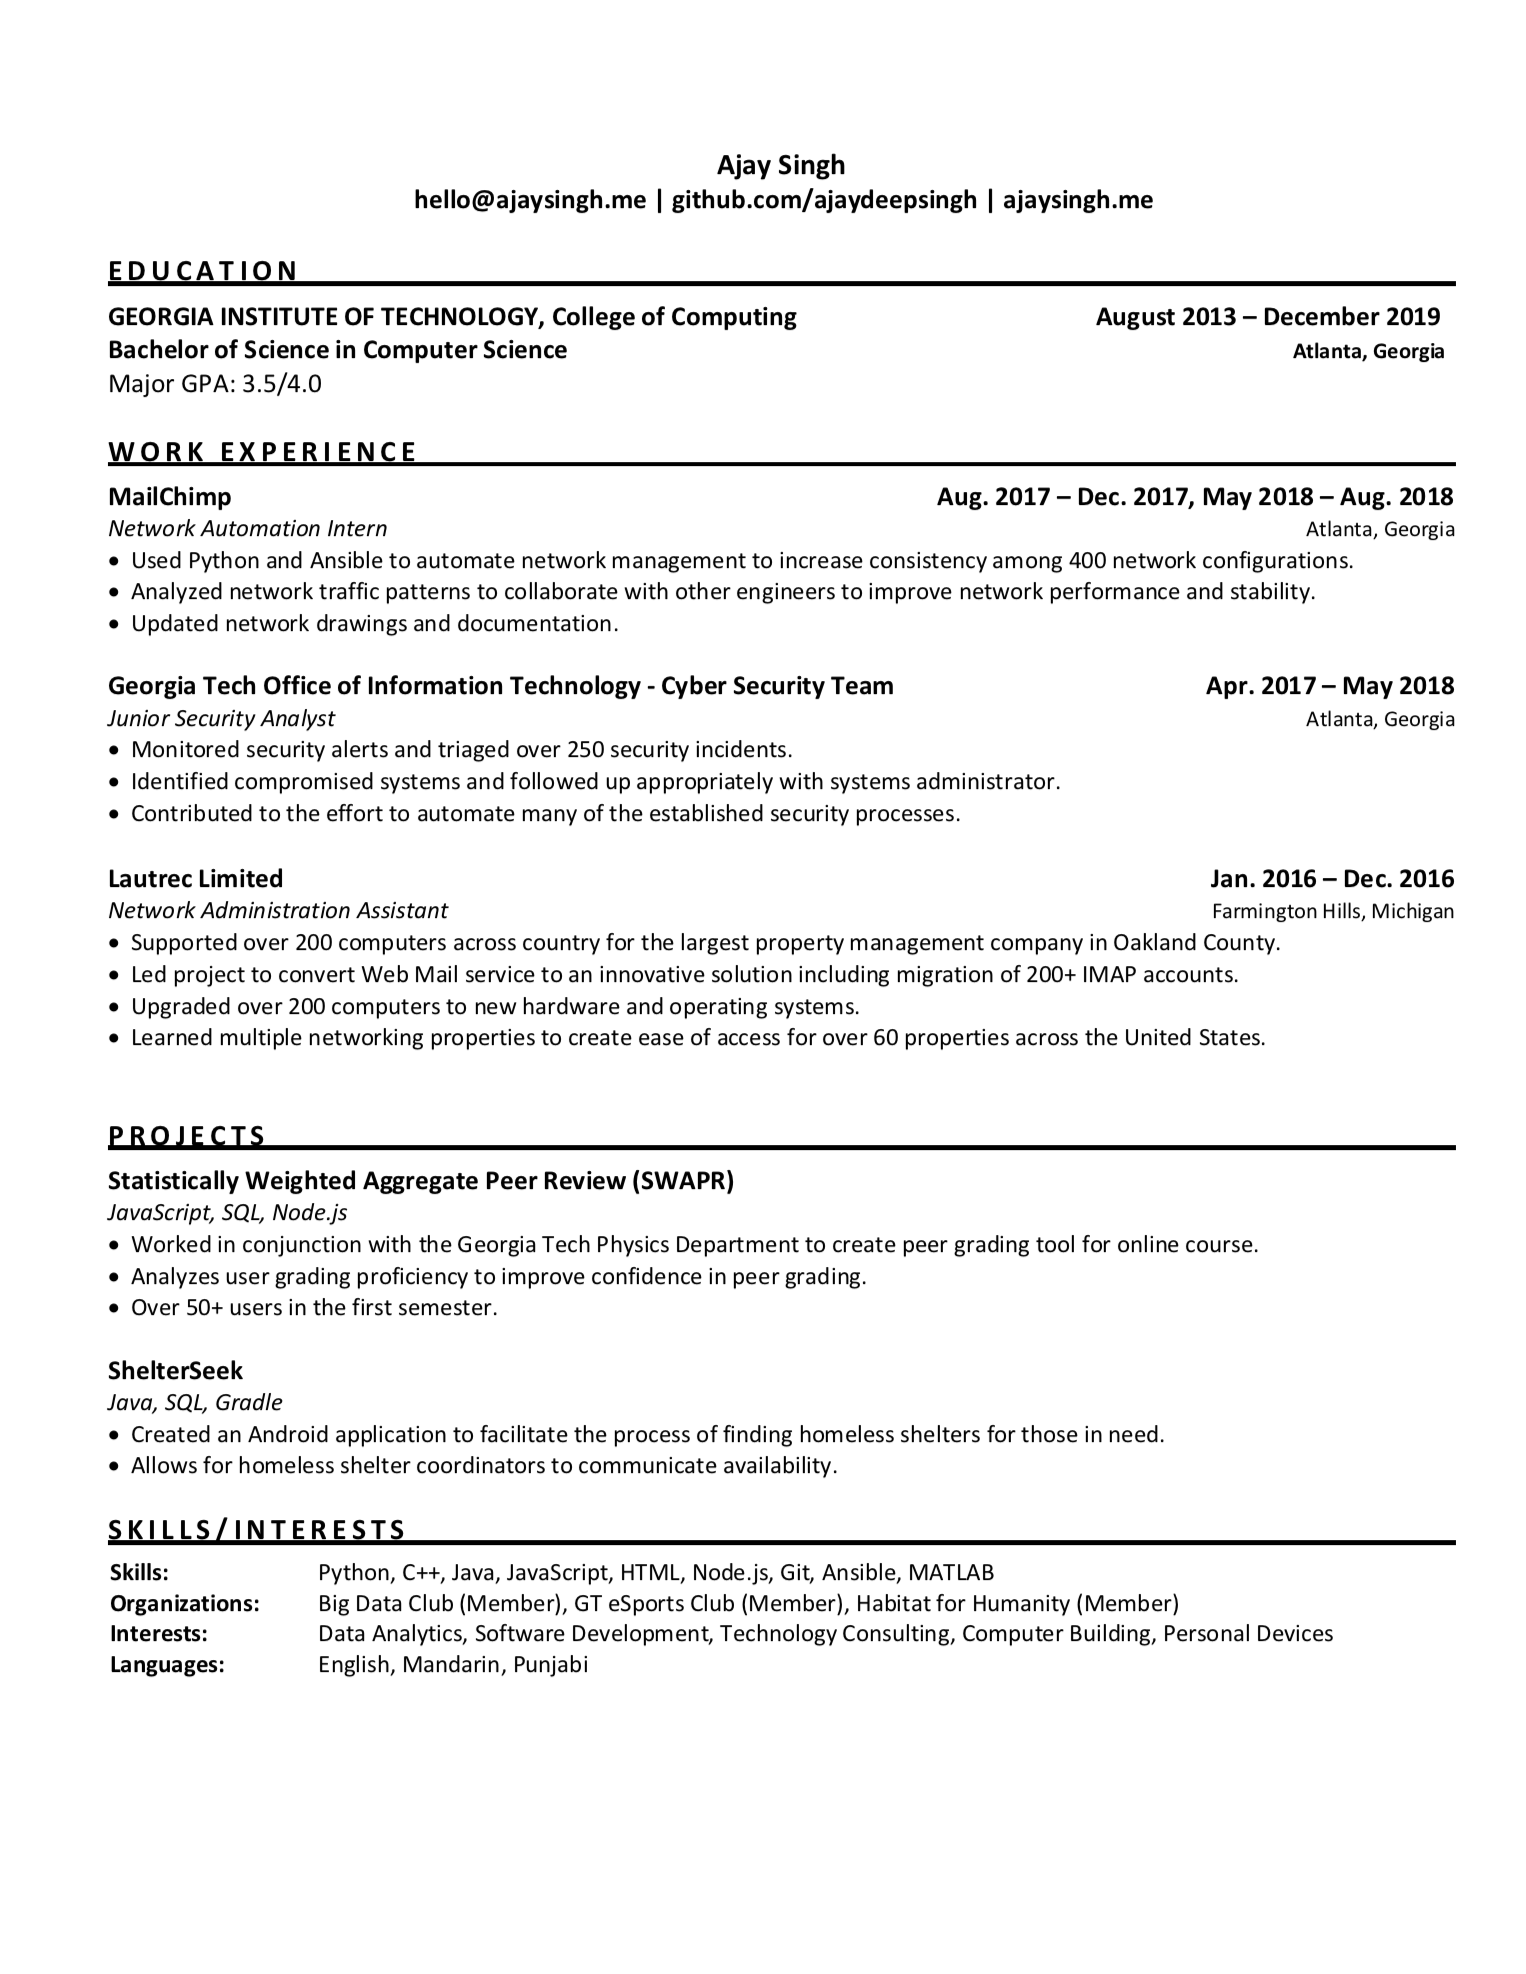 Ajay Singh
hello@ajaysingh.me | github.com/ajaydeepsingh | ajaysingh.me
EDUCATION
GEORGIA INSTITUTE OF TECHNOLOGY, College of Computing August 2013 – December 2019
Bachelor of Science in Computer Science Atlanta, Georgia
Major GPA: 3.5/4.0
WORK EXPERIENCE
MailChimp Aug. 2017 – Dec. 2017, May 2018 – Aug. 2018
Network Automation Intern Atlanta, Georgia
• Used Python and Ansible to automate network management to increase consistency among 400 network configurations.
• Analyzed network traffic patterns to collaborate with other engineers to improve network performance and stability.
• Updated network drawings and documentation.
Georgia Tech Office of Information Technology - Cyber Security Team Apr. 2017 – May 2018
Junior Security Analyst Atlanta, Georgia
• Monitored security alerts and triaged over 250 security incidents.
• Identified compromised systems and followed up appropriately with systems administrator.
• Contributed to the effort to automate many of the established security processes.
Lautrec Limited Jan. 2016 – Dec. 2016
Network Administration Assistant Farmington Hills, Michigan
• Supported over 200 computers across country for the largest property management company in Oakland County.
• Led project to convert Web Mail service to an innovative solution including migration of 200+ IMAP accounts.
• Upgraded over 200 computers to new hardware and operating systems.
• Learned multiple networking properties to create ease of access for over 60 properties across the United States.
PROJECTS
Statistically Weighted Aggregate Peer Review (SWAPR)
JavaScript, SQL, Node.js
• Worked in conjunction with the Georgia Tech Physics Department to create peer grading tool for online course.
• Analyzes user grading proficiency to improve confidence in peer grading.
• Over 50+ users in the first semester.
ShelterSeek
Java, SQL, Gradle
• Created an Android application to facilitate the process of finding homeless shelters for those in need.
• Allows for homeless shelter coordinators to communicate availability.
SKILLS/INTERESTS
Skills: Python, C++, Java, JavaScript, HTML, Node.js, Git, Ansible, MATLAB
Organizations: Big Data Club (Member), GT eSports Club (Member), Habitat for Humanity (Member)
Interests: Data Analytics, Software Development, Technology Consulting, Computer Building, Personal Devices
Languages: English, Mandarin, Punjabi